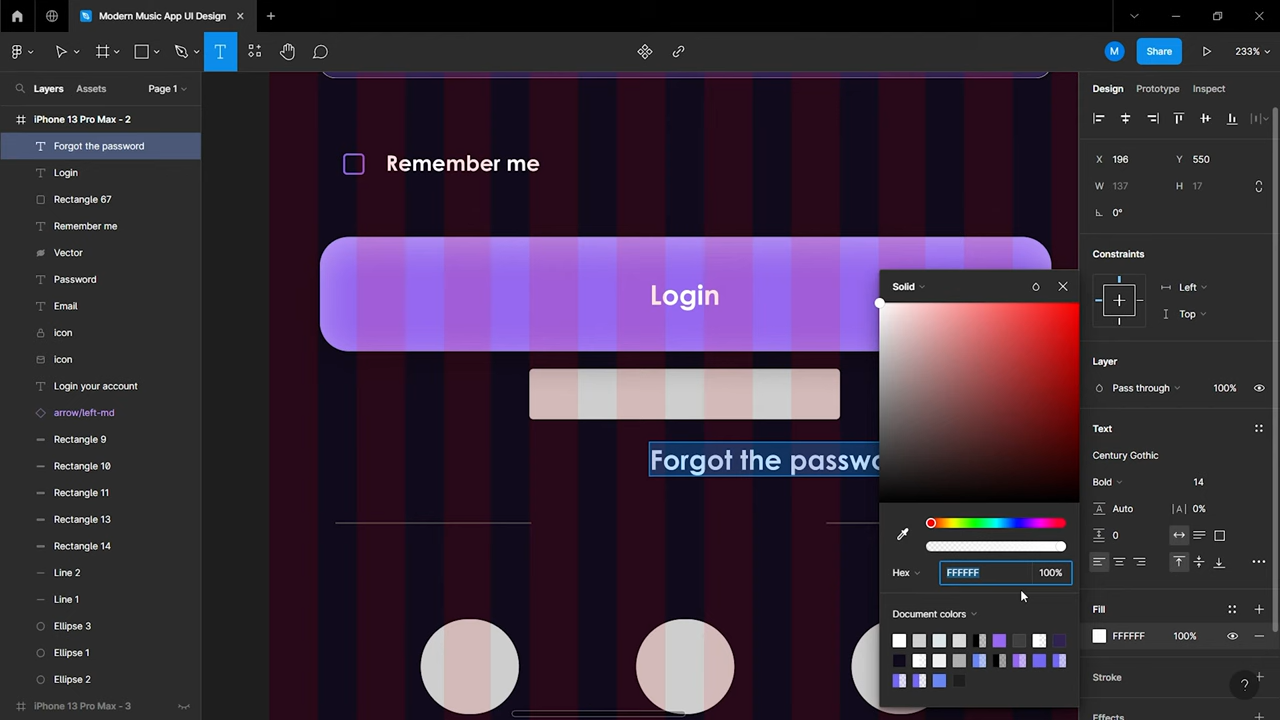 Modern Music App UI Design
M
Share
233%
Layers
Assets
Page 1
Design
Prototype
Inspect
iPhone 13 Pro Max - 2
Forgot the password
Login
Rectangle 67
Remember me
Vector
Password
Email
icon
icon
Login your account
arrow/left-md
Rectangle 9
Rectangle 10
Rectangle 11
Rectangle 13
Rectangle 14
Line 2
Line 1
Ellipse 3
Ellipse 1
Ellipse 2
iPhone 13 Pro Max - 3
Remember me
Login
Forgot the passwo
Solid
Hex
FFFFFF
100%
Document colors
X 196
Y 550
W 137
H 17
0°
Constraints
Left
Top
Layer
Pass through
100%
Text
Century Gothic
Bold
14
Auto
|A| 0%
0
Fill
FFFFFF
100%
Stroke
Effects
?